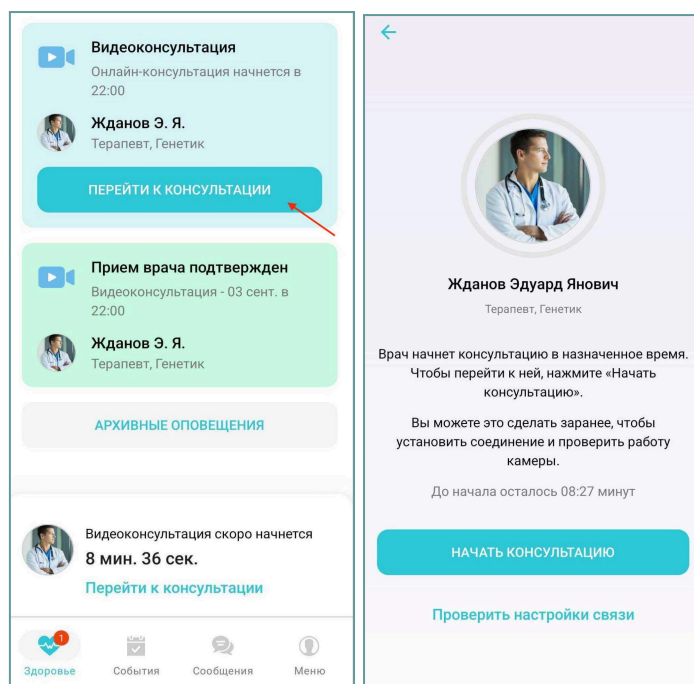 Видеоконсультация
Онлайн-консультация начнется в
22:00
Жданов Э. Я.
Терапевт, Генетик
ПЕРЕЙТИ К КОНСУЛЬТАЦИИ
Прием врача подтвержден
Видеоконсультация - 03 сент. в
22:00
Жданов Э. Я.
Терапевт, Генетик
АРХИВНЫЕ ОПОВЕЩЕНИЯ
Видеоконсультация скоро начнется
8 мин. 36 сек.
Перейти к консультации
1
Здоровье
События
Сообщения
Меню
Жданов Эдуард Янович
Терапевт, Генетик
Врач начнет консультацию в назначенное время.
Чтобы перейти к ней, нажмите «Начать
консультацию».
Вы можете это сделать заранее, чтобы
установить соединение и проверить работу
камеры.
До начала осталось 08:27 минут
НАЧАТЬ КОНСУЛЬТАЦИЮ
Проверить настройки связи